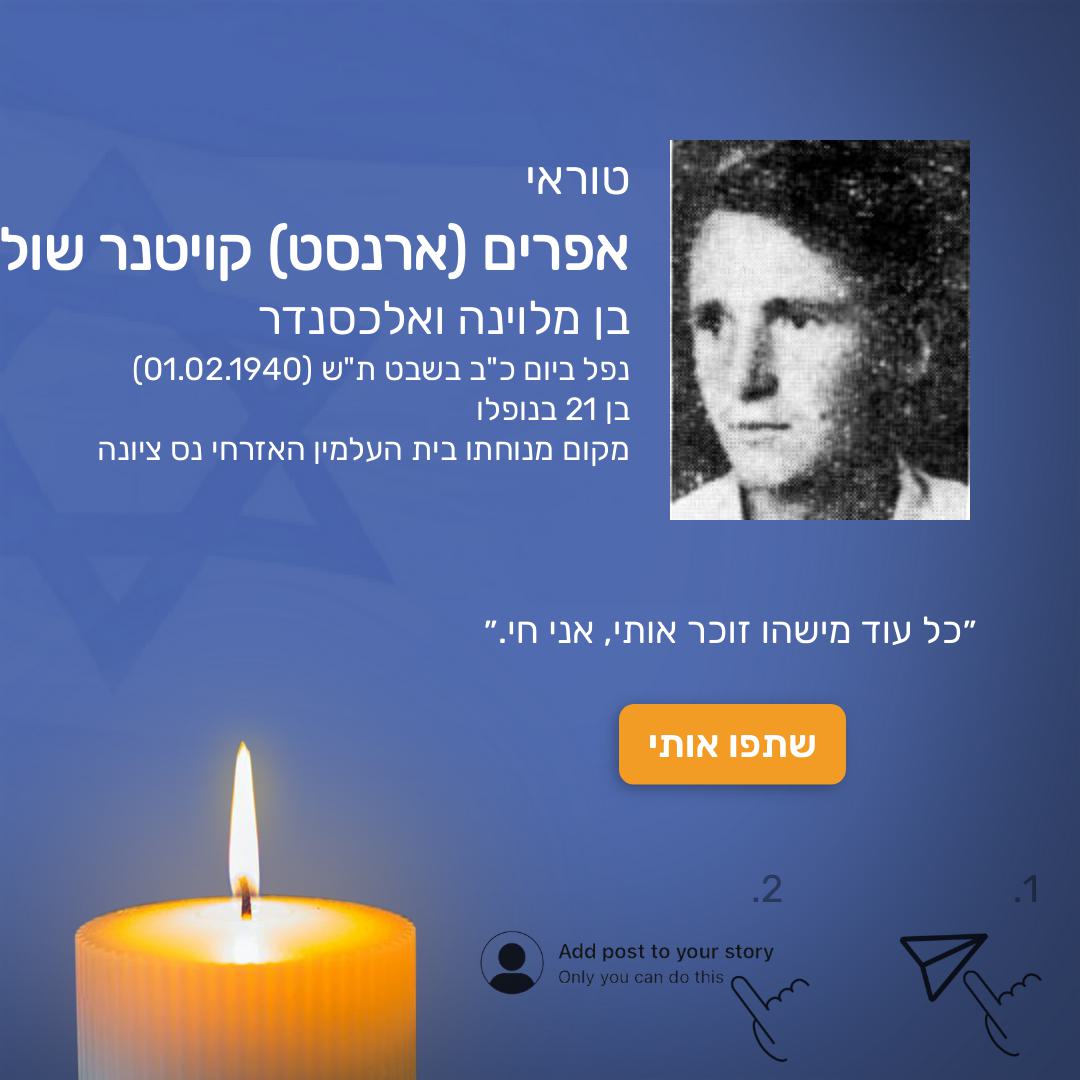 טוראי
אפרים (ארנסט) קויטנר שול
בן מלוינה ואלכסנדר
נפל ביום כ"ב בשבט ת"ש (01.02.1940)
בן 21 בנופלו
מקום מנוחתו בית העלמין האזרחי נס ציונה
״כל עוד מישהו זוכר אותי, אני חי.״
שתפו אותי
1.
2.
Add post to your story
Only you can do this